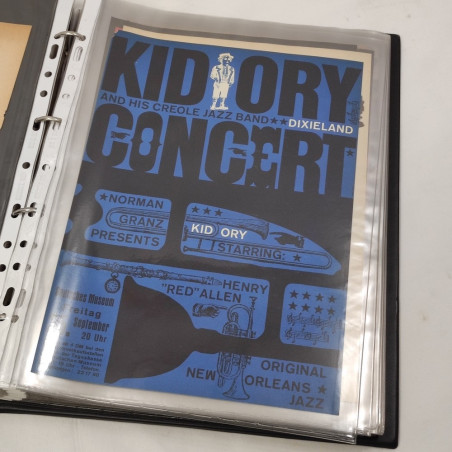 KID ORY
AND HIS CREOLE JAZZ BAND ★★ DIXIELAND
CONCERT
★NORMAN
GRANZ
PRESENTS
KID ORY
STARRING: ★
HENRY
"RED" ALLEN
Museum
September
20 Uhr
ORIGINAL
NEW ORLEANS ★
JAZZ